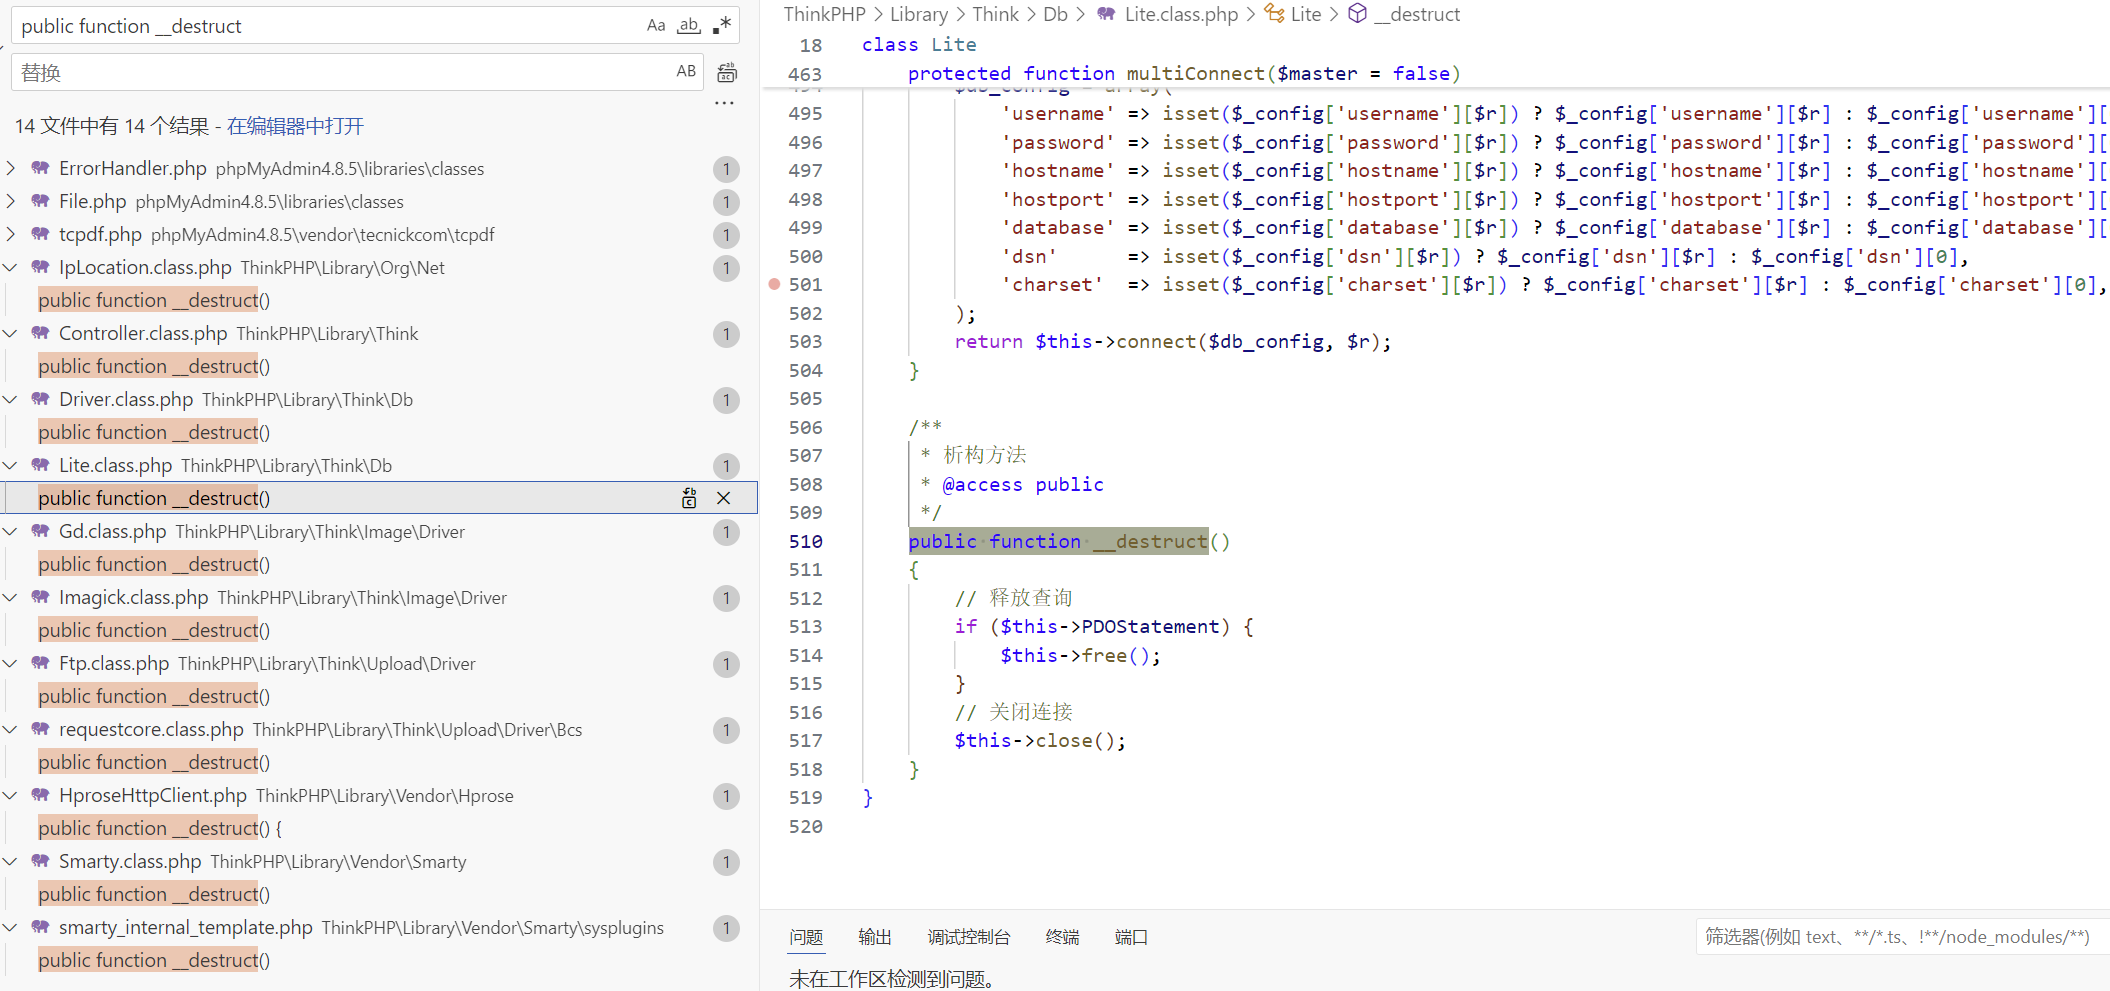 public function __destruct
Aa
ab
.*
替换
AB
...
14 文件中有 14 个结果 - 在编辑器中打开
ErrorHandler.php phpMyAdmin4.8.5\libraries\classes 1
File.php phpMyAdmin4.8.5\libraries\classes 1
tcpdf.php phpMyAdmin4.8.5\vendor\tecnickcom\tcpdf 1
IpLocation.class.php ThinkPHP\Library\Org\Net 1
public function __destruct()
Controller.class.php ThinkPHP\Library\Think 1
public function __destruct()
Driver.class.php ThinkPHP\Library\Think\Db 1
public function __destruct()
Lite.class.php ThinkPHP\Library\Think\Db 1
public function __destruct()
Gd.class.php ThinkPHP\Library\Think\Image\Driver 1
public function __destruct()
Imagick.class.php ThinkPHP\Library\Think\Image\Driver 1
public function __destruct()
Ftp.class.php ThinkPHP\Library\Think\Upload\Driver 1
public function __destruct()
requestcore.class.php ThinkPHP\Library\Think\Upload\Driver\Bcs 1
public function __destruct()
HproseHttpClient.php ThinkPHP\Library\Vendor\Hprose 1
public function __destruct() {
Smarty.class.php ThinkPHP\Library\Vendor\Smarty 1
public function __destruct()
smarty_internal_template.php ThinkPHP\Library\Vendor\Smarty\sysplugins 1
public function __destruct()
ThinkPHP > Library > Think > Db > Lite.class.php > Lite > __destruct
18 class Lite
463 protected function multiConnect($master = false)
494 $db_config = array(
495 'username' => isset($_config['username'][$r]) ? $_config['username'][$r] : $_config['username'][
496 'password' => isset($_config['password'][$r]) ? $_config['password'][$r] : $_config['password'][
497 'hostname' => isset($_config['hostname'][$r]) ? $_config['hostname'][$r] : $_config['hostname'][
498 'hostport' => isset($_config['hostport'][$r]) ? $_config['hostport'][$r] : $_config['hostport'][
499 'database' => isset($_config['database'][$r]) ? $_config['database'][$r] : $_config['database'][
500 'dsn' => isset($_config['dsn'][$r]) ? $_config['dsn'][$r] : $_config['dsn'][0],
501 'charset' => isset($_config['charset'][$r]) ? $_config['charset'][$r] : $_config['charset'][0],
502 );
503 return $this->connect($db_config, $r);
504 }
505
506 /**
507 * 析构方法
508 * @access public
509 */
510 public function __destruct()
511 {
512 // 释放查询
513 if ($this->PDOStatement) {
514 $this->free();
515 }
516 // 关闭连接
517 $this->close();
518 }
519 }
520
问题 输出 调试控制台 终端 端口
筛选器(例如 text、**/*.ts、!**/node_modules/**)
未在工作区检测到问题。